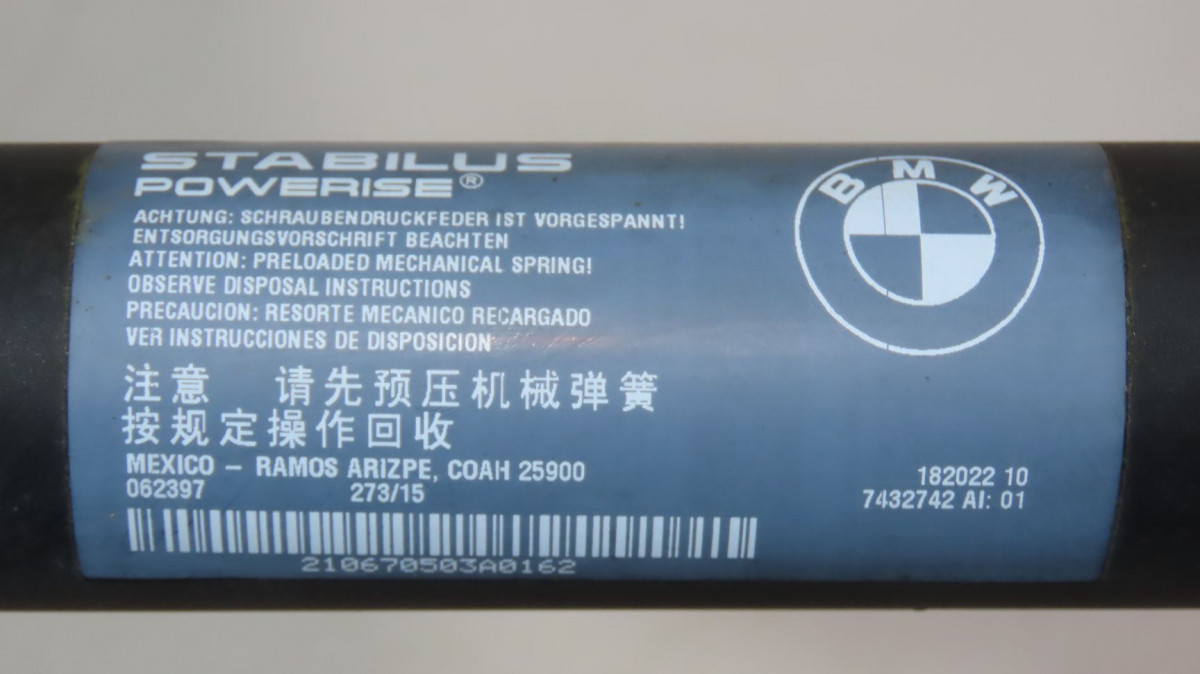 STABILUS
POWERISE®
ACHTUNG: SCHRAUBENDRUCKFEDER IST VORGESPANNT!
ENTSORGUNGSVORSCHRIFT BEACHTEN
ATTENTION: PRELOADED MECHANICAL SPRING!
OBSERVE DISPOSAL INSTRUCTIONS
PRECAUCION: RESORTE MECANICO RECARGADO
VER INSTRUCCIONES DE DISPOSICION
注意 请先预压机械弹簧
按规定操作回收
MEXICO – RAMOS ARIZPE, COAH 25900
062397 273/15
210670503A0162
BMW
182022 10
7432742 AI: 01